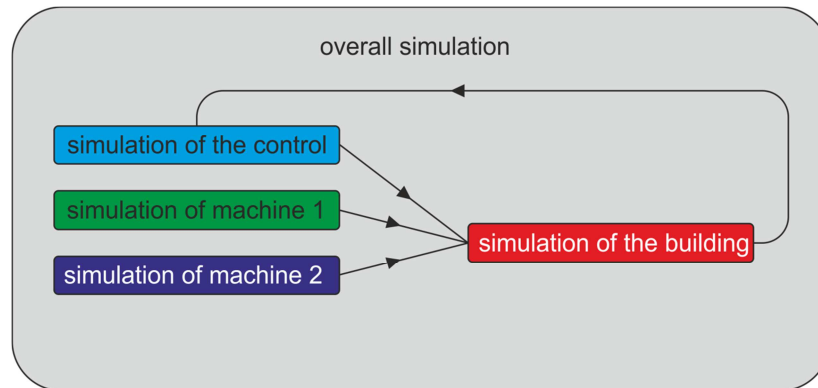 overall simulation
simulation of the control
simulation of machine 1
simulation of the building
simulation of machine 2